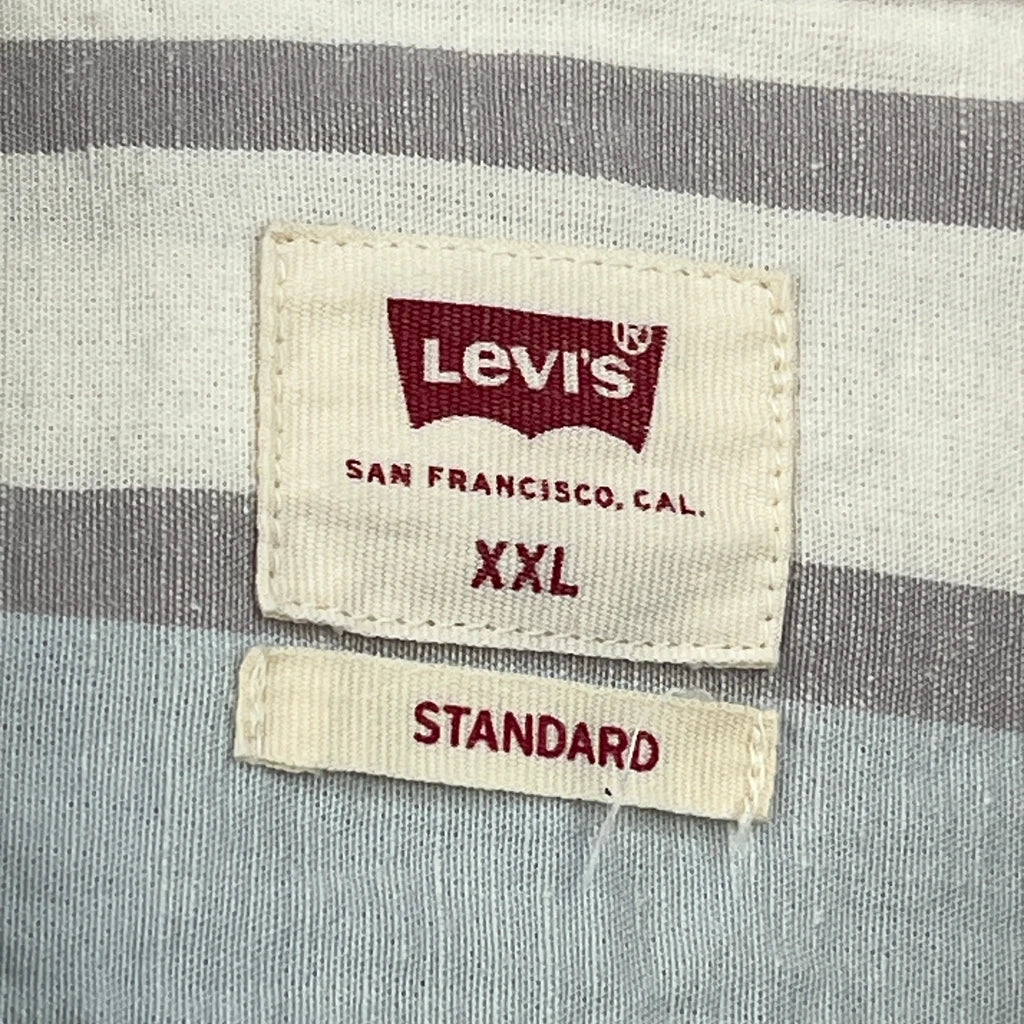 Levi's®
SAN FRANCISCO, CAL.
XXL
STANDARD